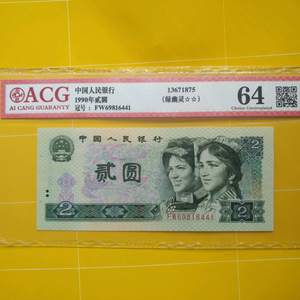 ACG
AI CANG GUARANTY
中国人民银行
1990年贰圆
冠号：FW69816441
13671875
(绿幽灵☆☆)
64
Choice Uncirculated
中国人民银行
贰圆
2
2
FW69816441